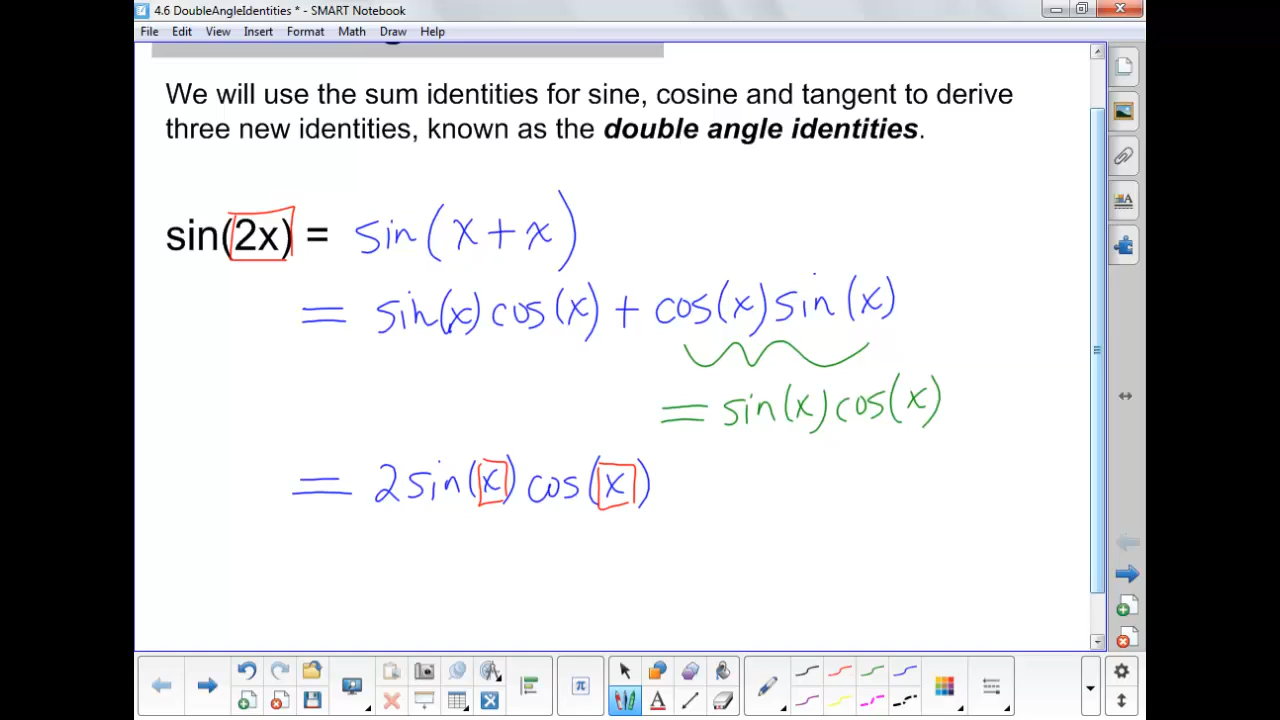 4.6 DoubleAngleIdentities * - SMART Notebook
File Edit View Insert Format Math Draw Help
We will use the sum identities for sine, cosine and tangent to derive
three new identities, known as the double angle identities.
sin(2x) = sin(x + x)
= sin(x) cos(x) + cos(x) sin(x)
= sin(x) cos(x)
= 2 sin(x) cos(x)